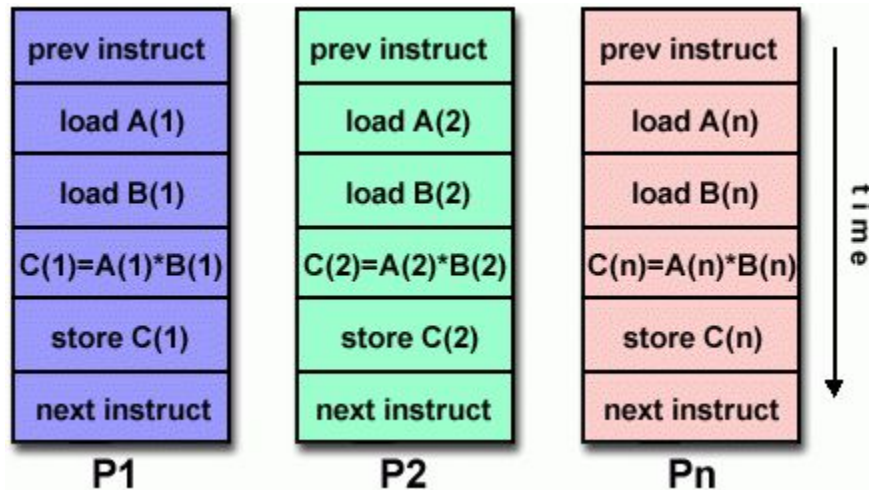 prev instruct
load A(1)
load B(1)
C(1)=A(1)*B(1)
store C(1)
next instruct
P1
prev instruct
load A(2)
load B(2)
C(2)=A(2)*B(2)
store C(2)
next instruct
P2
prev instruct
load A(n)
load B(n)
C(n)=A(n)*B(n)
store C(n)
next instruct
Pn
time